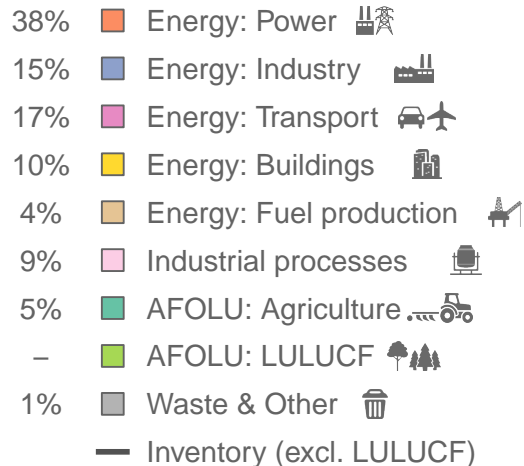 38% Energy: Power
15% Energy: Industry
17% Energy: Transport
10% Energy: Buildings
4% Energy: Fuel production
9% Industrial processes
5% AFOLU: Agriculture
– AFOLU: LULUCF
1% Waste & Other
Inventory (excl. LULUCF)